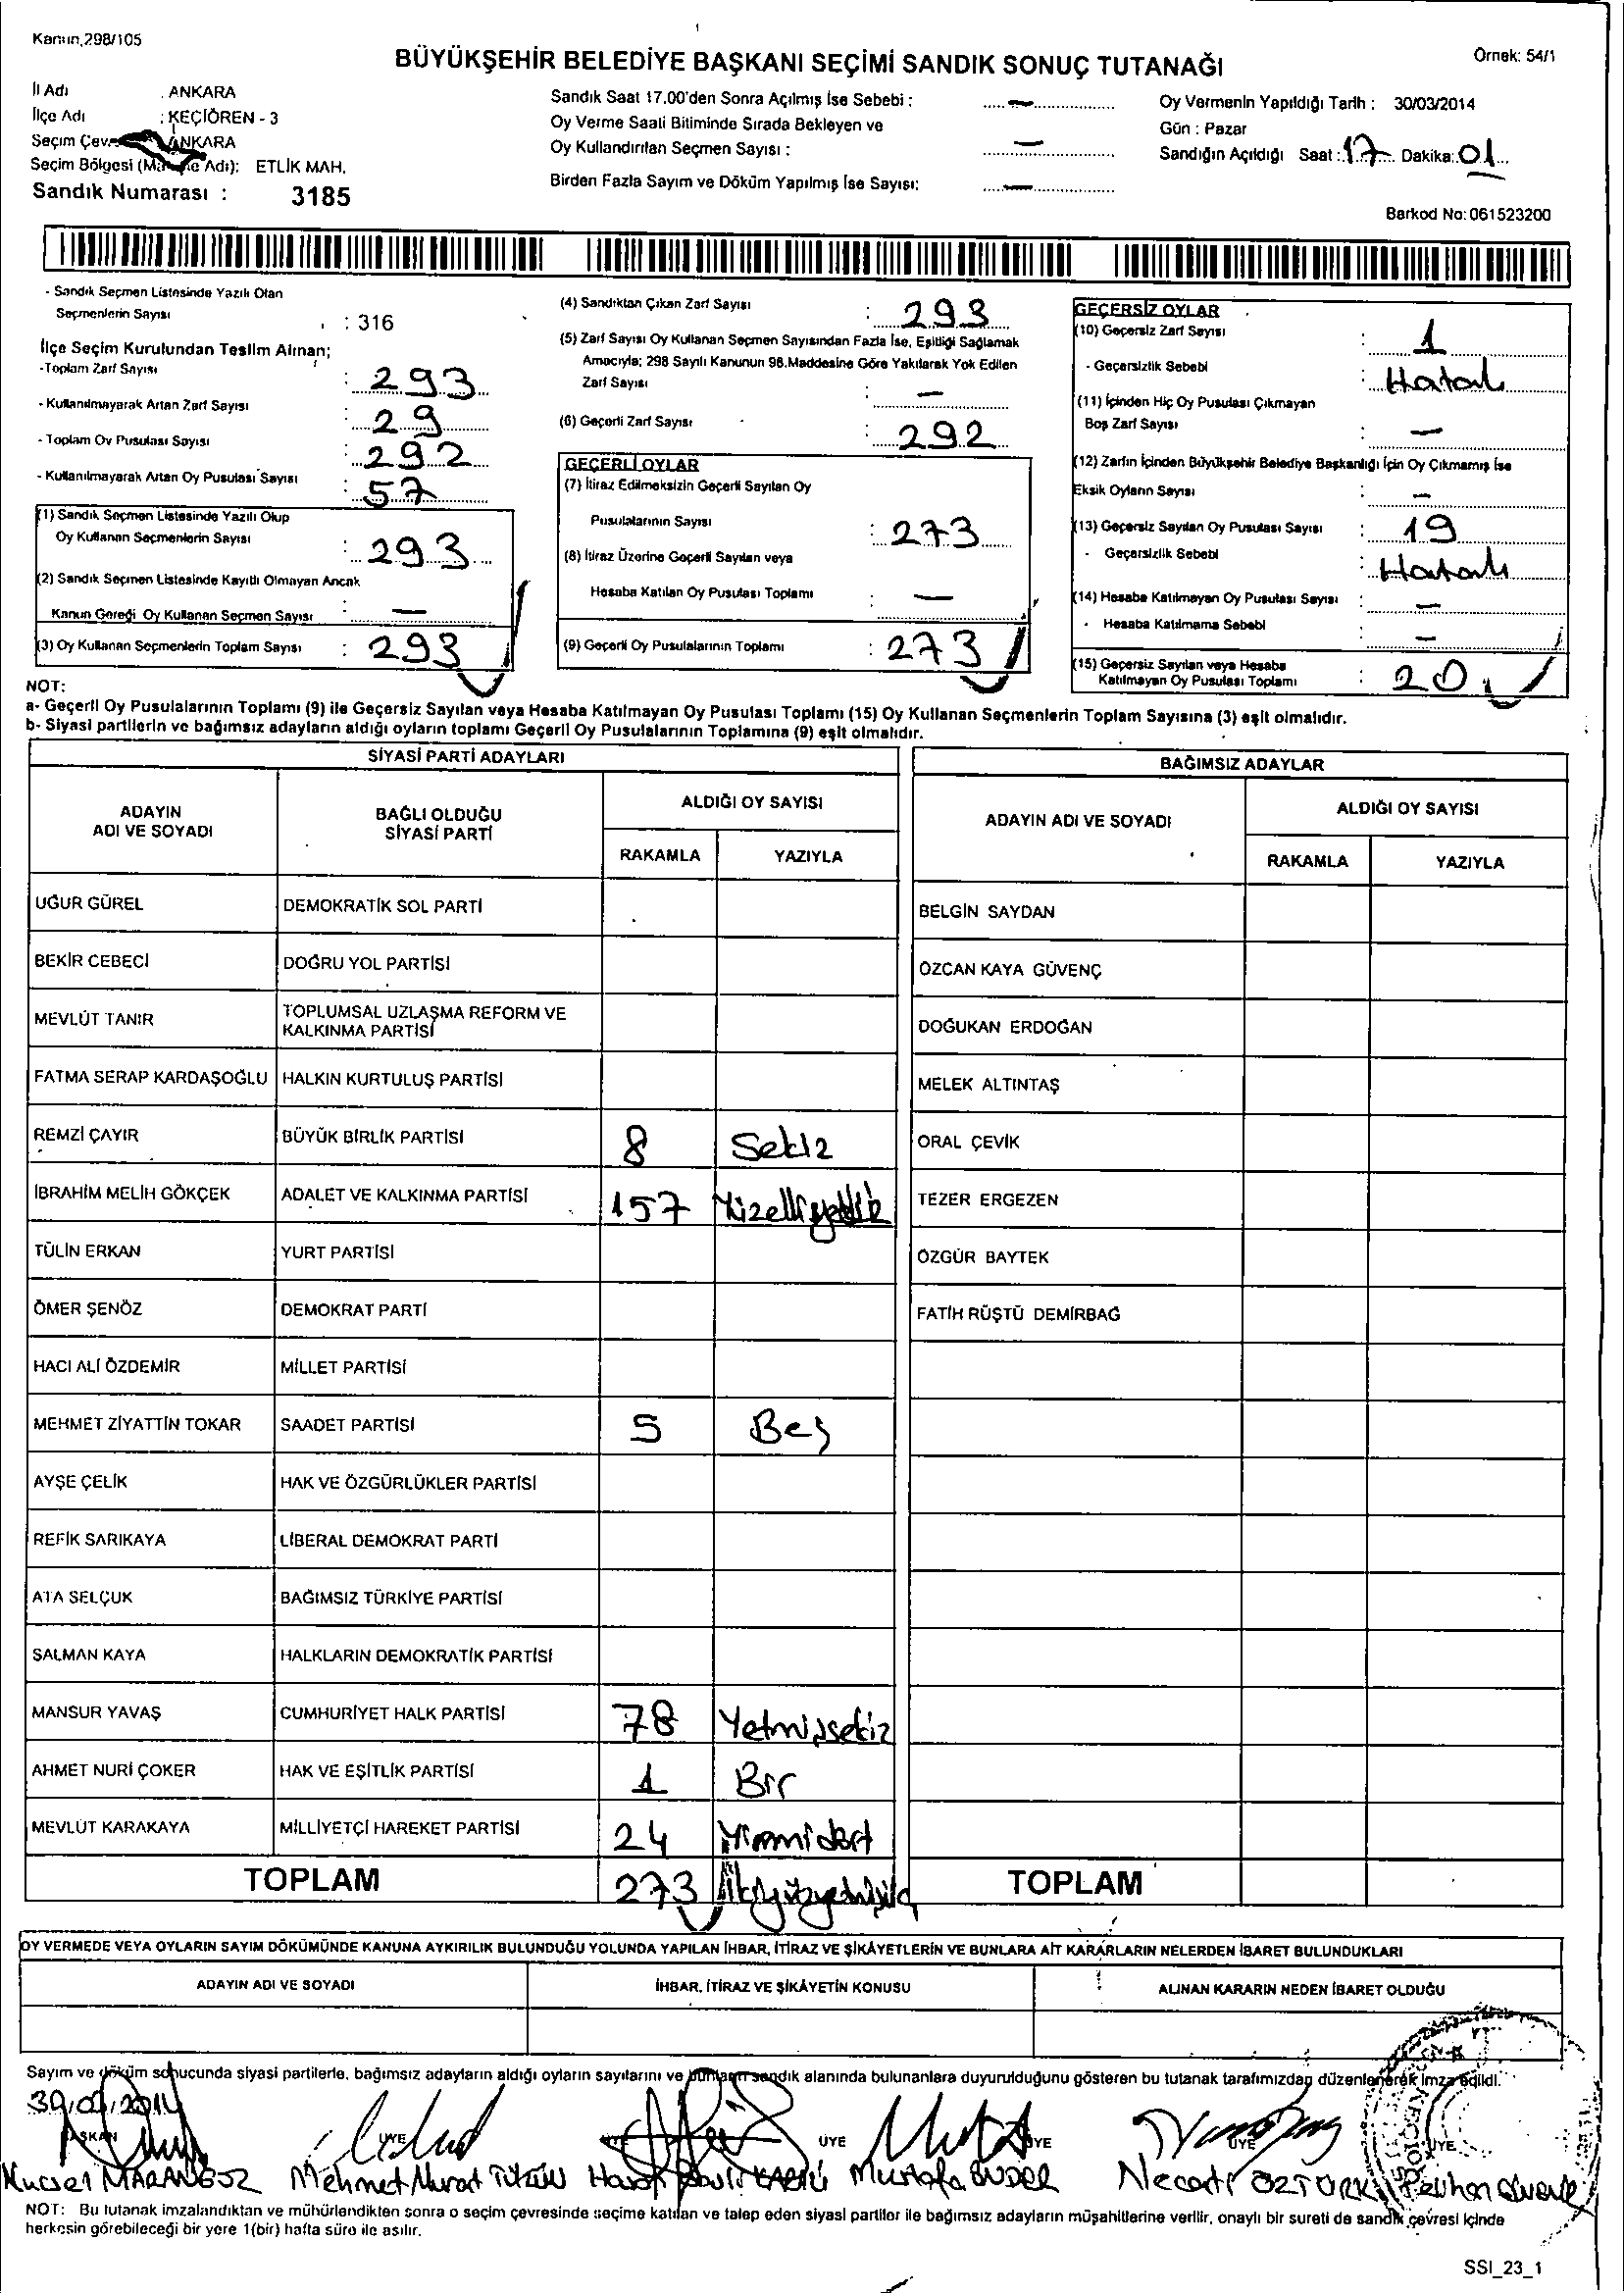 Kanun,298/105
BÜYÜKŞEHİR BELEDİYE BAŞKANI SEÇİMİ SANDIK SONUÇ TUTANAĞI
Örnek: 54/1
İl Adı : ANKARA
İlçe Adı : KEÇİÖREN - 3
Seçim Çev ANKARA
Seçim Bölgesi (Ma Adı): ETLİK MAH.
Sandık Numarası : 3185
Sandık Saat 17.00'den Sonra Açılmış İse Sebebi : —
Oy Verme Saati Bitiminde Sırada Bekleyen ve
Oy Kullandırılan Seçmen Sayısı : —
Birden Fazla Sayım ve Döküm Yapılmış İse Sayısı: —
Oy Vermenin Yapıldığı Tarih : 30/03/2014
Gün : Pazar
Sandığın Açıldığı Saat : 17 Dakika: 01
Barkod No: 061523200
- Sandık Seçmen Listesinde Yazılı Olan
Seçmenlerin Sayısı : 316
İlçe Seçim Kurulundan Teslim Alınan;
-Toplam Zarf Sayısı : 293
- Kullanılmayarak Artan Zarf Sayısı : 29
- Toplam Oy Pusulası Sayısı : 292
- Kullanılmayarak Artan Oy Pusulası Sayısı : 57
(1) Sandık Seçmen Listesinde Yazılı Olup
Oy Kullanan Seçmenlerin Sayısı : 293
(2) Sandık Seçmen Listesinde Kayıtlı Olmayan Ancak
Kanun Gereği Oy Kullanan Seçmen Sayısı : —
(3) Oy Kullanan Seçmenlerin Toplam Sayısı : 293
(4) Sandıktan Çıkan Zarf Sayısı : 293
(5) Zarf Sayısı Oy Kullanan Seçmen Sayısından Fazla İse, Eşitliği Sağlamak
Amacıyla; 298 Sayılı Kanunun 98.Maddesine Göre Yakılarak Yok Edilen
Zarf Sayısı : —
(6) Geçerli Zarf Sayısı : 292
GEÇERLİ OYLAR
(7) İtiraz Edilmeksizin Geçerli Sayılan Oy
Pusulalarının Sayısı : 273
(8) İtiraz Üzerine Geçerli Sayılan veya
Hesaba Katılan Oy Pusulası Toplamı : —
(9) Geçerli Oy Pusulalarının Toplamı : 273
GEÇERSİZ OYLAR
(10) Geçersiz Zarf Sayısı : 1
- Geçersizlik Sebebi : Hatalı
(11) İçinden Hiç Oy Pusulası Çıkmayan
Boş Zarf Sayısı : —
(12) Zarfın İçinden Büyükşehir Belediye Başkanlığı İçin Oy Çıkmamış İse
Eksik Oyların Sayısı : —
(13) Geçersiz Sayılan Oy Pusulası Sayısı : 19
- Geçersizlik Sebebi : Hatalı
(14) Hesaba Katılmayan Oy Pusulası Sayısı : —
- Hesaba Katılmama Sebebi : —
(15) Geçersiz Sayılan veya Hesaba
Katılmayan Oy Pusulası Toplamı : 20
NOT:
a- Geçerli Oy Pusulalarının Toplamı (9) ile Geçersiz Sayılan veya Hesaba Katılmayan Oy Pusulası Toplamı (15) Oy Kullanan Seçmenlerin Toplam Sayısına (3) eşit olmalıdır.
b- Siyasi partilerin ve bağımsız adayların aldığı oyların toplamı Geçerli Oy Pusulalarının Toplamına (9) eşit olmalıdır.
SİYASİ PARTİ ADAYLARI
ADAYIN ADI VE SOYADI BAĞLI OLDUĞU SİYASİ PARTİ ALDIĞI OY SAYISI
RAKAMLA YAZIYLA
UĞUR GÜREL DEMOKRATİK SOL PARTİ
BEKİR CEBECİ DOĞRU YOL PARTİSİ
MEVLÜT TANIR TOPLUMSAL UZLAŞMA REFORM VE KALKINMA PARTİSİ
FATMA SERAP KARDAŞOĞLU HALKIN KURTULUŞ PARTİSİ
REMZİ ÇAYIR BÜYÜK BİRLİK PARTİSİ 8 Sekiz
İBRAHİM MELİH GÖKÇEK ADALET VE KALKINMA PARTİSİ 157
TÜLİN ERKAN YURT PARTİSİ
ÖMER ŞENÖZ DEMOKRAT PARTİ
HACI ALİ ÖZDEMİR MİLLET PARTİSİ
MEHMET ZİYATTİN TOKAR SAADET PARTİSİ 5 Beş
AYŞE ÇELİK HAK VE ÖZGÜRLÜKLER PARTİSİ
REFİK SARIKAYA LİBERAL DEMOKRAT PARTİ
ATA SELÇUK BAĞIMSIZ TÜRKİYE PARTİSİ
SALMAN KAYA HALKLARIN DEMOKRATİK PARTİSİ
MANSUR YAVAŞ CUMHURİYET HALK PARTİSİ 78 Yetmişsekiz
AHMET NURİ ÇOKER HAK VE EŞİTLİK PARTİSİ 1 Bir
MEVLÜT KARAKAYA MİLLİYETÇİ HAREKET PARTİSİ 24 Yirmidört
TOPLAM 273
BAĞIMSIZ ADAYLAR
ADAYIN ADI VE SOYADI ALDIĞI OY SAYISI
RAKAMLA YAZIYLA
BELGİN SAYDAN
ÖZCAN KAYA GÜVENÇ
DOĞUKAN ERDOĞAN
MELEK ALTINTAŞ
ORAL ÇEVİK
TEZER ERGEZEN
ÖZGÜR BAYTEK
FATİH RÜŞTÜ DEMİRBAĞ
TOPLAM
OY VERMEDE VEYA OYLARIN SAYIM DÖKÜMÜNDE KANUNA AYKIRILIK BULUNDUĞU YOLUNDA YAPILAN İHBAR, İTİRAZ VE ŞİKÂYETLERİN VE BUNLARA AİT KARARLARIN NELERDEN İBARET BULUNDUKLARI
ADAYIN ADI VE SOYADI İHBAR, İTİRAZ VE ŞİKÂYETİN KONUSU ALINAN KARARIN NEDEN İBARET OLDUĞU
Sayım ve döküm sonucunda siyasi partilerle, bağımsız adayların aldığı oyların sayılarını ve bunların sandık alanında bulunanlara duyurulduğunu gösteren bu tutanak tarafımızdan düzenlenerek imza edildi.
BAŞKAN ÜYE ÜYE ÜYE ÜYE ÜYE
Mehmet Murat Mustafa Necati ÖZTÜRK
NOT: Bu tutanak imzalandıktan ve mühürlendikten sonra o seçim çevresinde seçime katılan ve talep eden siyasi partiler ile bağımsız adayların müşahitlerine verilir, onaylı bir sureti de sandık çevresi içinde
herkesin görebileceği bir yere 1(bir) hafta süre ile asılır.
SSI_23_1